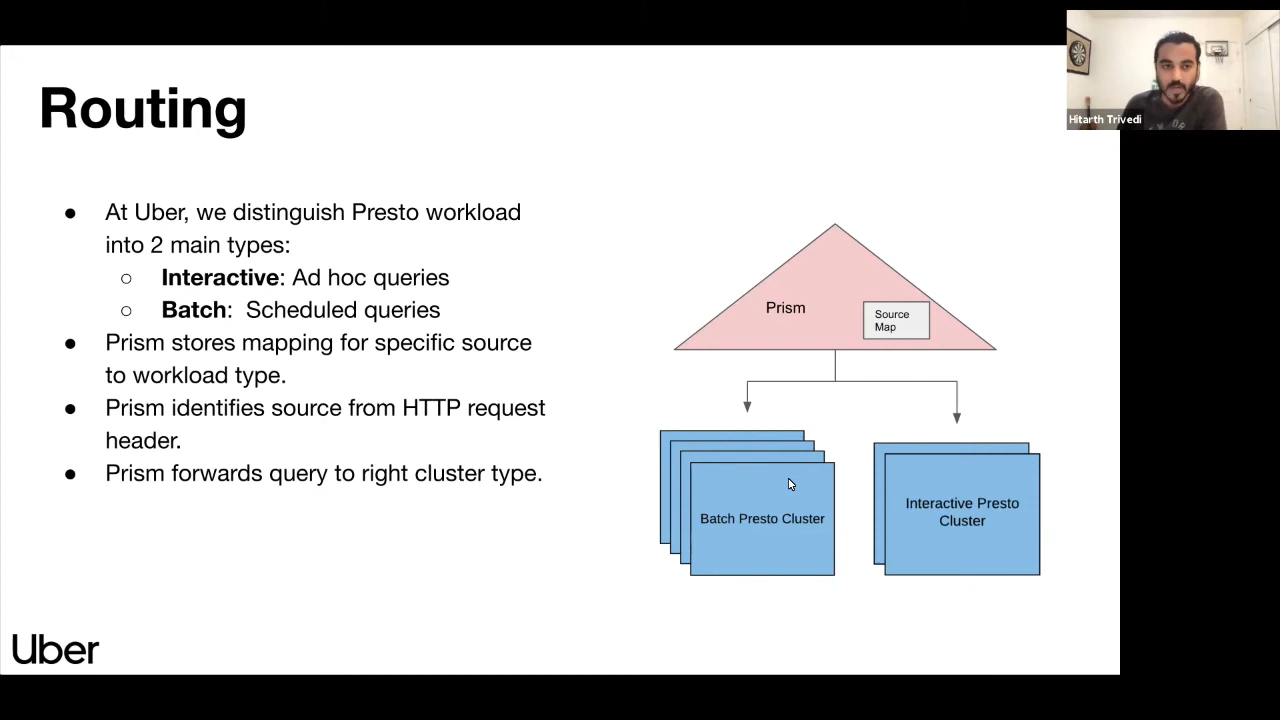 Routing
At Uber, we distinguish Presto workload
into 2 main types:
Interactive: Ad hoc queries
Batch: Scheduled queries
Prism stores mapping for specific source
to workload type.
Prism identifies source from HTTP request
header.
Prism forwards query to right cluster type.
Prism
Source
Map
Batch Presto Cluster
Interactive Presto
Cluster
Uber
Hitarth Trivedi